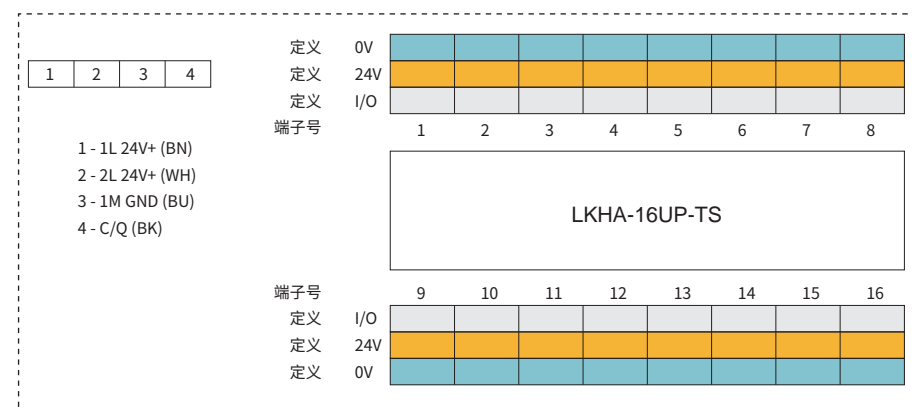 定义 0V
1 2 3 4
定义 24V
定义 I/O
端子号 1 2 3 4 5 6 7 8
1 - 1L 24V+ (BN)
2 - 2L 24V+ (WH)
3 - 1M GND (BU)
4 - C/Q (BK)
LKHA-16UP-TS
端子号 9 10 11 12 13 14 15 16
定义 I/O
定义 24V
定义 0V